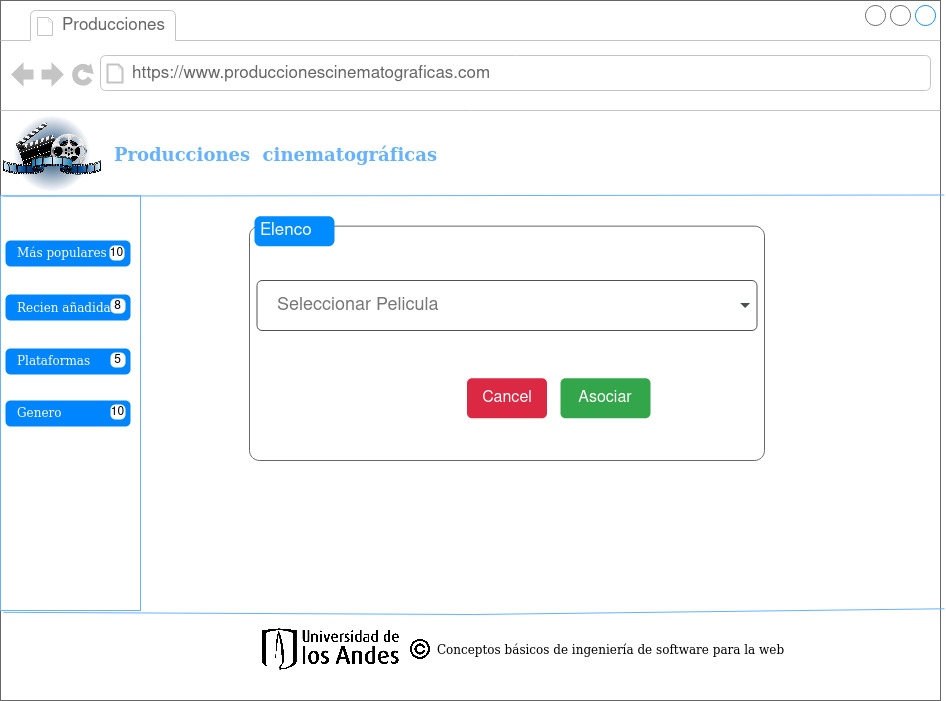 Producciones
https://www.produccionescinematograficas.com
Producciones cinematográficas
Elenco
Más populares 10
Seleccionar Pelicula
Recien añadida 8
Plataformas 5
Cancel Asociar
Genero 10
Universidad de
los Andes
© Conceptos básicos de ingeniería de software para la web